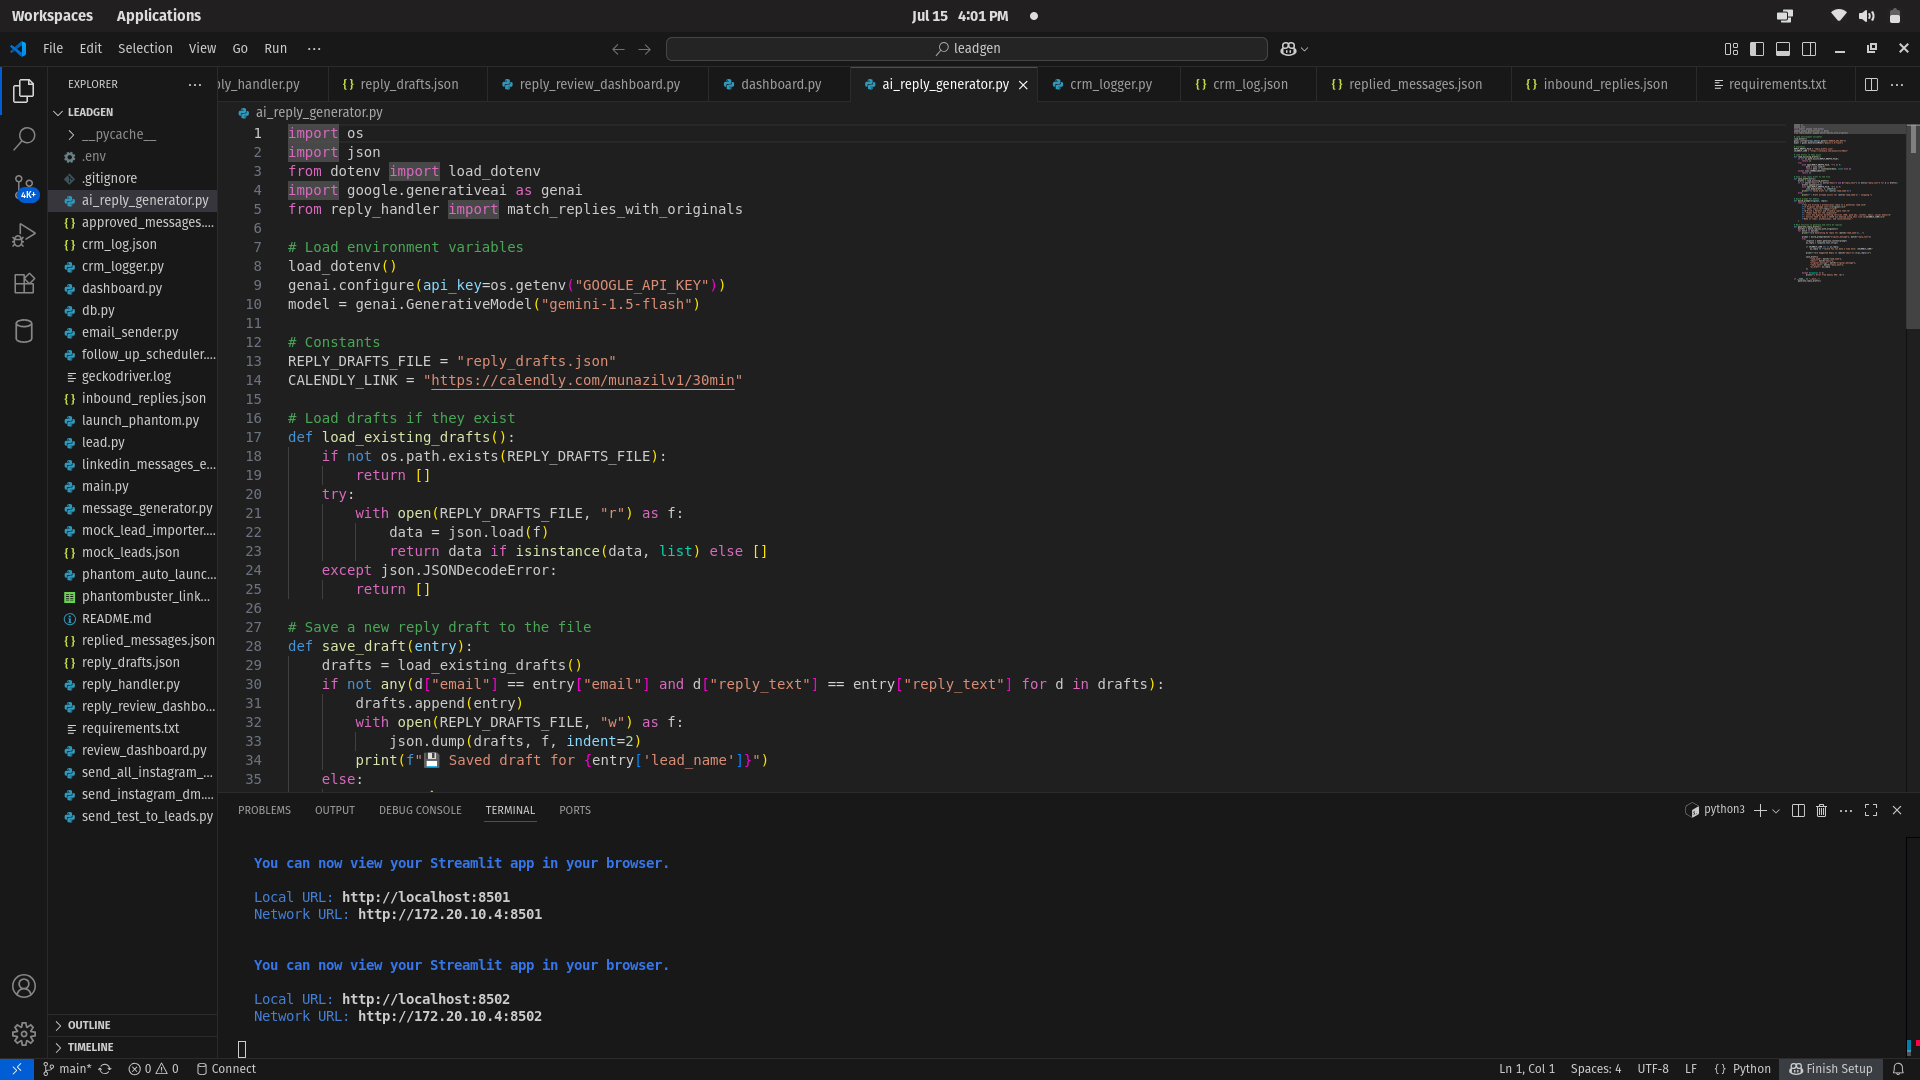 Workspaces Applications Jul 15 4:01 PM
File Edit Selection View Go Run ··· leadgen
EXPLORER ···
ly_handler.py reply_drafts.json reply_review_dashboard.py dashboard.py ai_reply_generator.py crm_logger.py crm_log.json replied_messages.json inbound_replies.json requirements.txt ···
LEADGEN
__pycache__
.env
.gitignore
ai_reply_generator.py
approved_messages....
crm_log.json
crm_logger.py
dashboard.py
db.py
email_sender.py
follow_up_scheduler....
geckodriver.log
inbound_replies.json
launch_phantom.py
lead.py
linkedin_messages_e...
main.py
message_generator.py
mock_lead_importer....
mock_leads.json
phantom_auto_launc...
phantombuster_link...
README.md
replied_messages.json
reply_drafts.json
reply_handler.py
reply_review_dashbo...
requirements.txt
review_dashboard.py
send_all_instagram_...
send_instagram_dm....
send_test_to_leads.py
OUTLINE
TIMELINE
4K+
ai_reply_generator.py
1 import os
2 import json
3 from dotenv import load_dotenv
4 import google.generativeai as genai
5 from reply_handler import match_replies_with_originals
6
7 # Load environment variables
8 load_dotenv()
9 genai.configure(api_key=os.getenv("GOOGLE_API_KEY"))
10 model = genai.GenerativeModel("gemini-1.5-flash")
11
12 # Constants
13 REPLY_DRAFTS_FILE = "reply_drafts.json"
14 CALENDLY_LINK = "https://calendly.com/munazilv1/30min"
15
16 # Load drafts if they exist
17 def load_existing_drafts():
18 if not os.path.exists(REPLY_DRAFTS_FILE):
19 return []
20 try:
21 with open(REPLY_DRAFTS_FILE, "r") as f:
22 data = json.load(f)
23 return data if isinstance(data, list) else []
24 except json.JSONDecodeError:
25 return []
26
27 # Save a new reply draft to the file
28 def save_draft(entry):
29 drafts = load_existing_drafts()
30 if not any(d["email"] == entry["email"] and d["reply_text"] == entry["reply_text"] for d in drafts):
31 drafts.append(entry)
32 with open(REPLY_DRAFTS_FILE, "w") as f:
33 json.dump(drafts, f, indent=2)
34 print(f"💾 Saved draft for {entry['lead_name']}")
35 else:
PROBLEMS OUTPUT DEBUG CONSOLE TERMINAL PORTS python3 ···
You can now view your Streamlit app in your browser.
Local URL: http://localhost:8501
Network URL: http://172.20.10.4:8501
You can now view your Streamlit app in your browser.
Local URL: http://localhost:8502
Network URL: http://172.20.10.4:8502
main* 0 0 Connect Ln 1, Col 1 Spaces: 4 UTF-8 LF {} Python Finish Setup